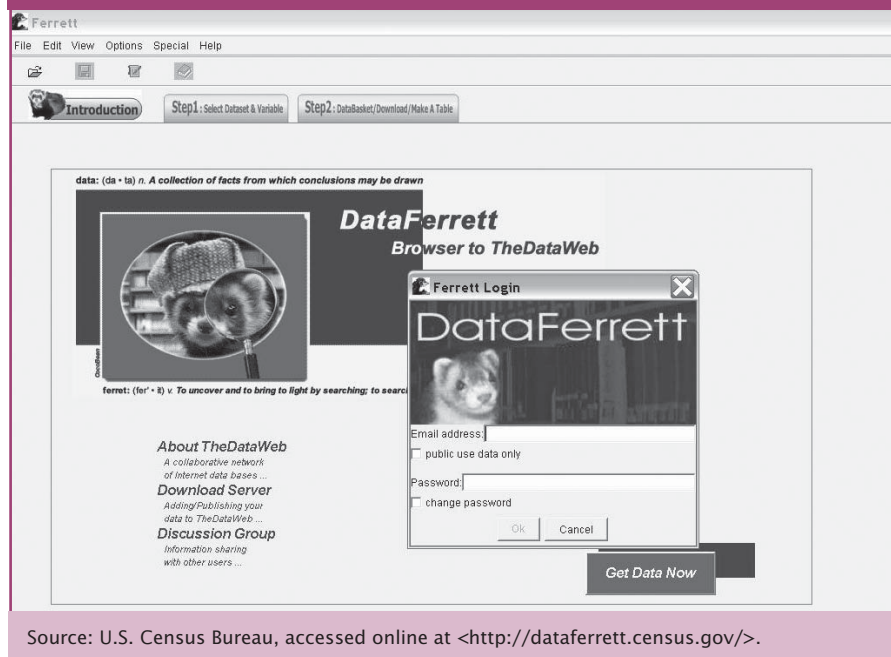 Ferrett
File Edit View Options Special Help
Introduction
Step1 : Select Dataset & Variable
Step2 : DataBasket/Download/Make A Table
data: (da • ta) n. A collection of facts from which conclusions may be drawn
DataFerrett
Browser to TheDataWeb
ferret: (fer' • it) v. To uncover and to bring to light by searching; to searc
Ferrett Login
DataFerrett
Email address:
public use data only
Password:
change password
Ok Cancel
About TheDataWeb
A collaborative network
of Internet data bases ...
Download Server
Adding/Publishing your
data to TheDataWeb ...
Discussion Group
Information sharing
with other users ...
Get Data Now
Source: U.S. Census Bureau, accessed online at <http://dataferrett.census.gov/>.